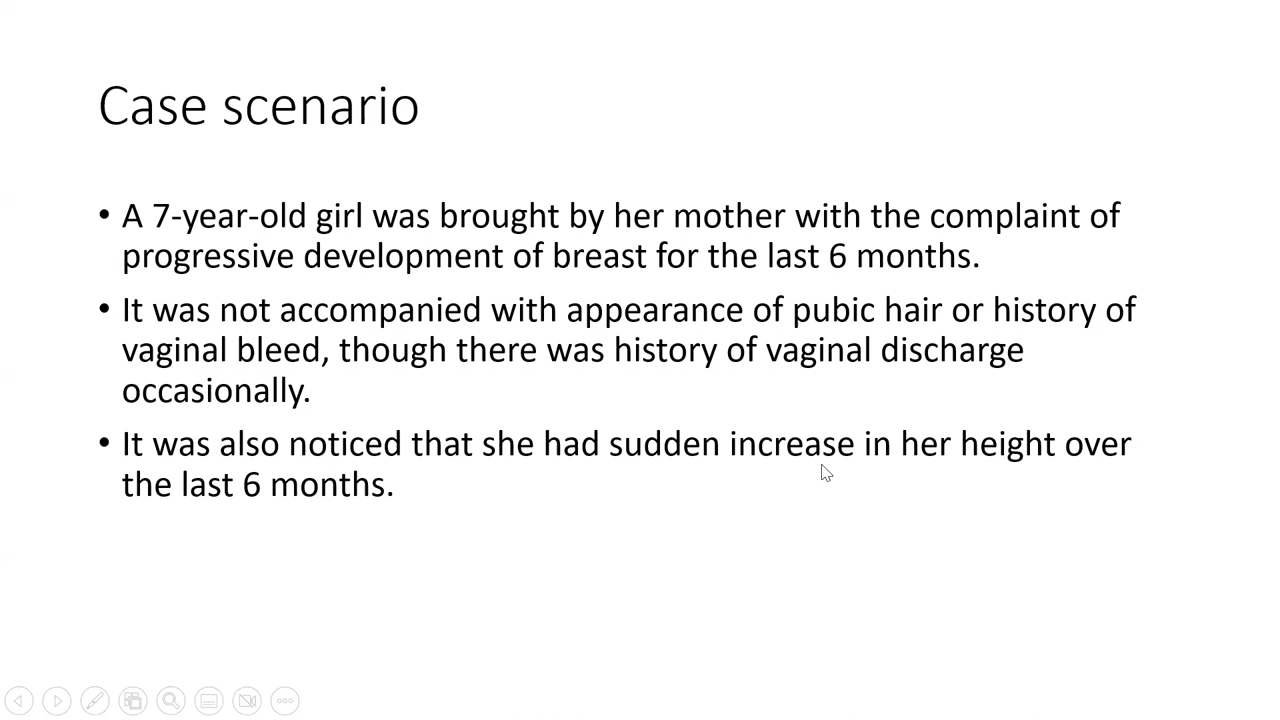 Case scenario
• A 7-year-old girl was brought by her mother with the complaint of
progressive development of breast for the last 6 months.
• It was not accompanied with appearance of pubic hair or history of
vaginal bleed, though there was history of vaginal discharge
occasionally.
• It was also noticed that she had sudden increase in her height over
the last 6 months.